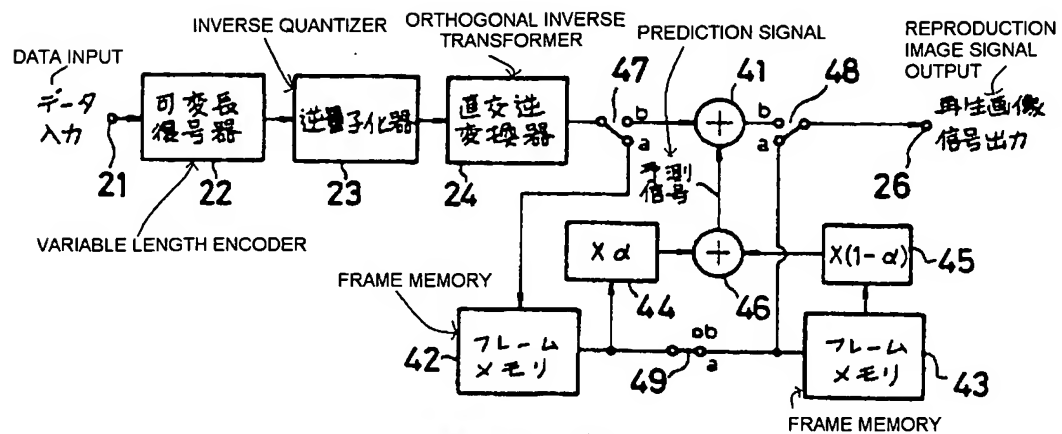 INVERSE QUANTIZER
ORTHOGONAL INVERSE
TRANSFORMER
PREDICTION SIGNAL
REPRODUCTION
IMAGE SIGNAL
OUTPUT
DATA INPUT
データ
入力
21
可変長
復号器
22
逆量子化器
23
直交逆
変換器
24
47
b
a
41
48
b
a
再生画像
信号出力
26
予測
信号
VARIABLE LENGTH ENCODER
FRAME MEMORY
42
フレーム
メモリ
Xα
44
46
X(1-α)
45
b
a
49
フレーム
メモリ
43
FRAME MEMORY